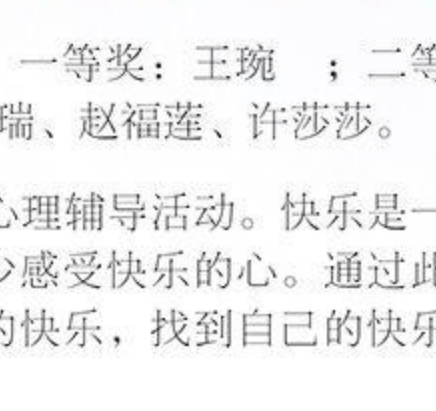 一等奖：王琬　；二等
瑞、赵福莲、许莎莎。
心理辅导活动。快乐是一
少感受快乐的心。通过此
的快乐，找到自己的快乐